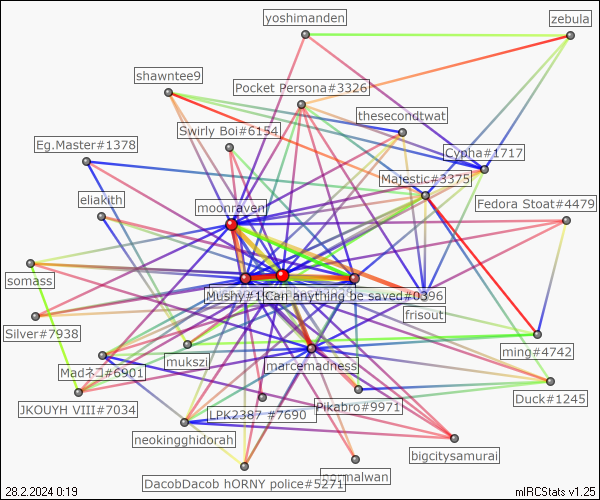 yoshimanden
zebula
shawntee9
Pocket Persona#3326
thesecondtwat
Swirly Boi#6154
Eg.Master#1378
Cypha#1717
Majestic#3375
eliakith
moonraven
Fedora Stoat#4479
somass
Mushy#1
Can anything be saved#0396
frisout
Silver#7938
mukszi
marcemadness
ming#4742
Madネコ#6901
JKOUYH VIII#7034
LPK2387 #7690
Pikabro#9971
Duck#1245
neokingghidorah
bigcitysamurai
DacobDacob hORNY police#5271
normalwan
28.2.2024 0:19
mIRCStats v1.25